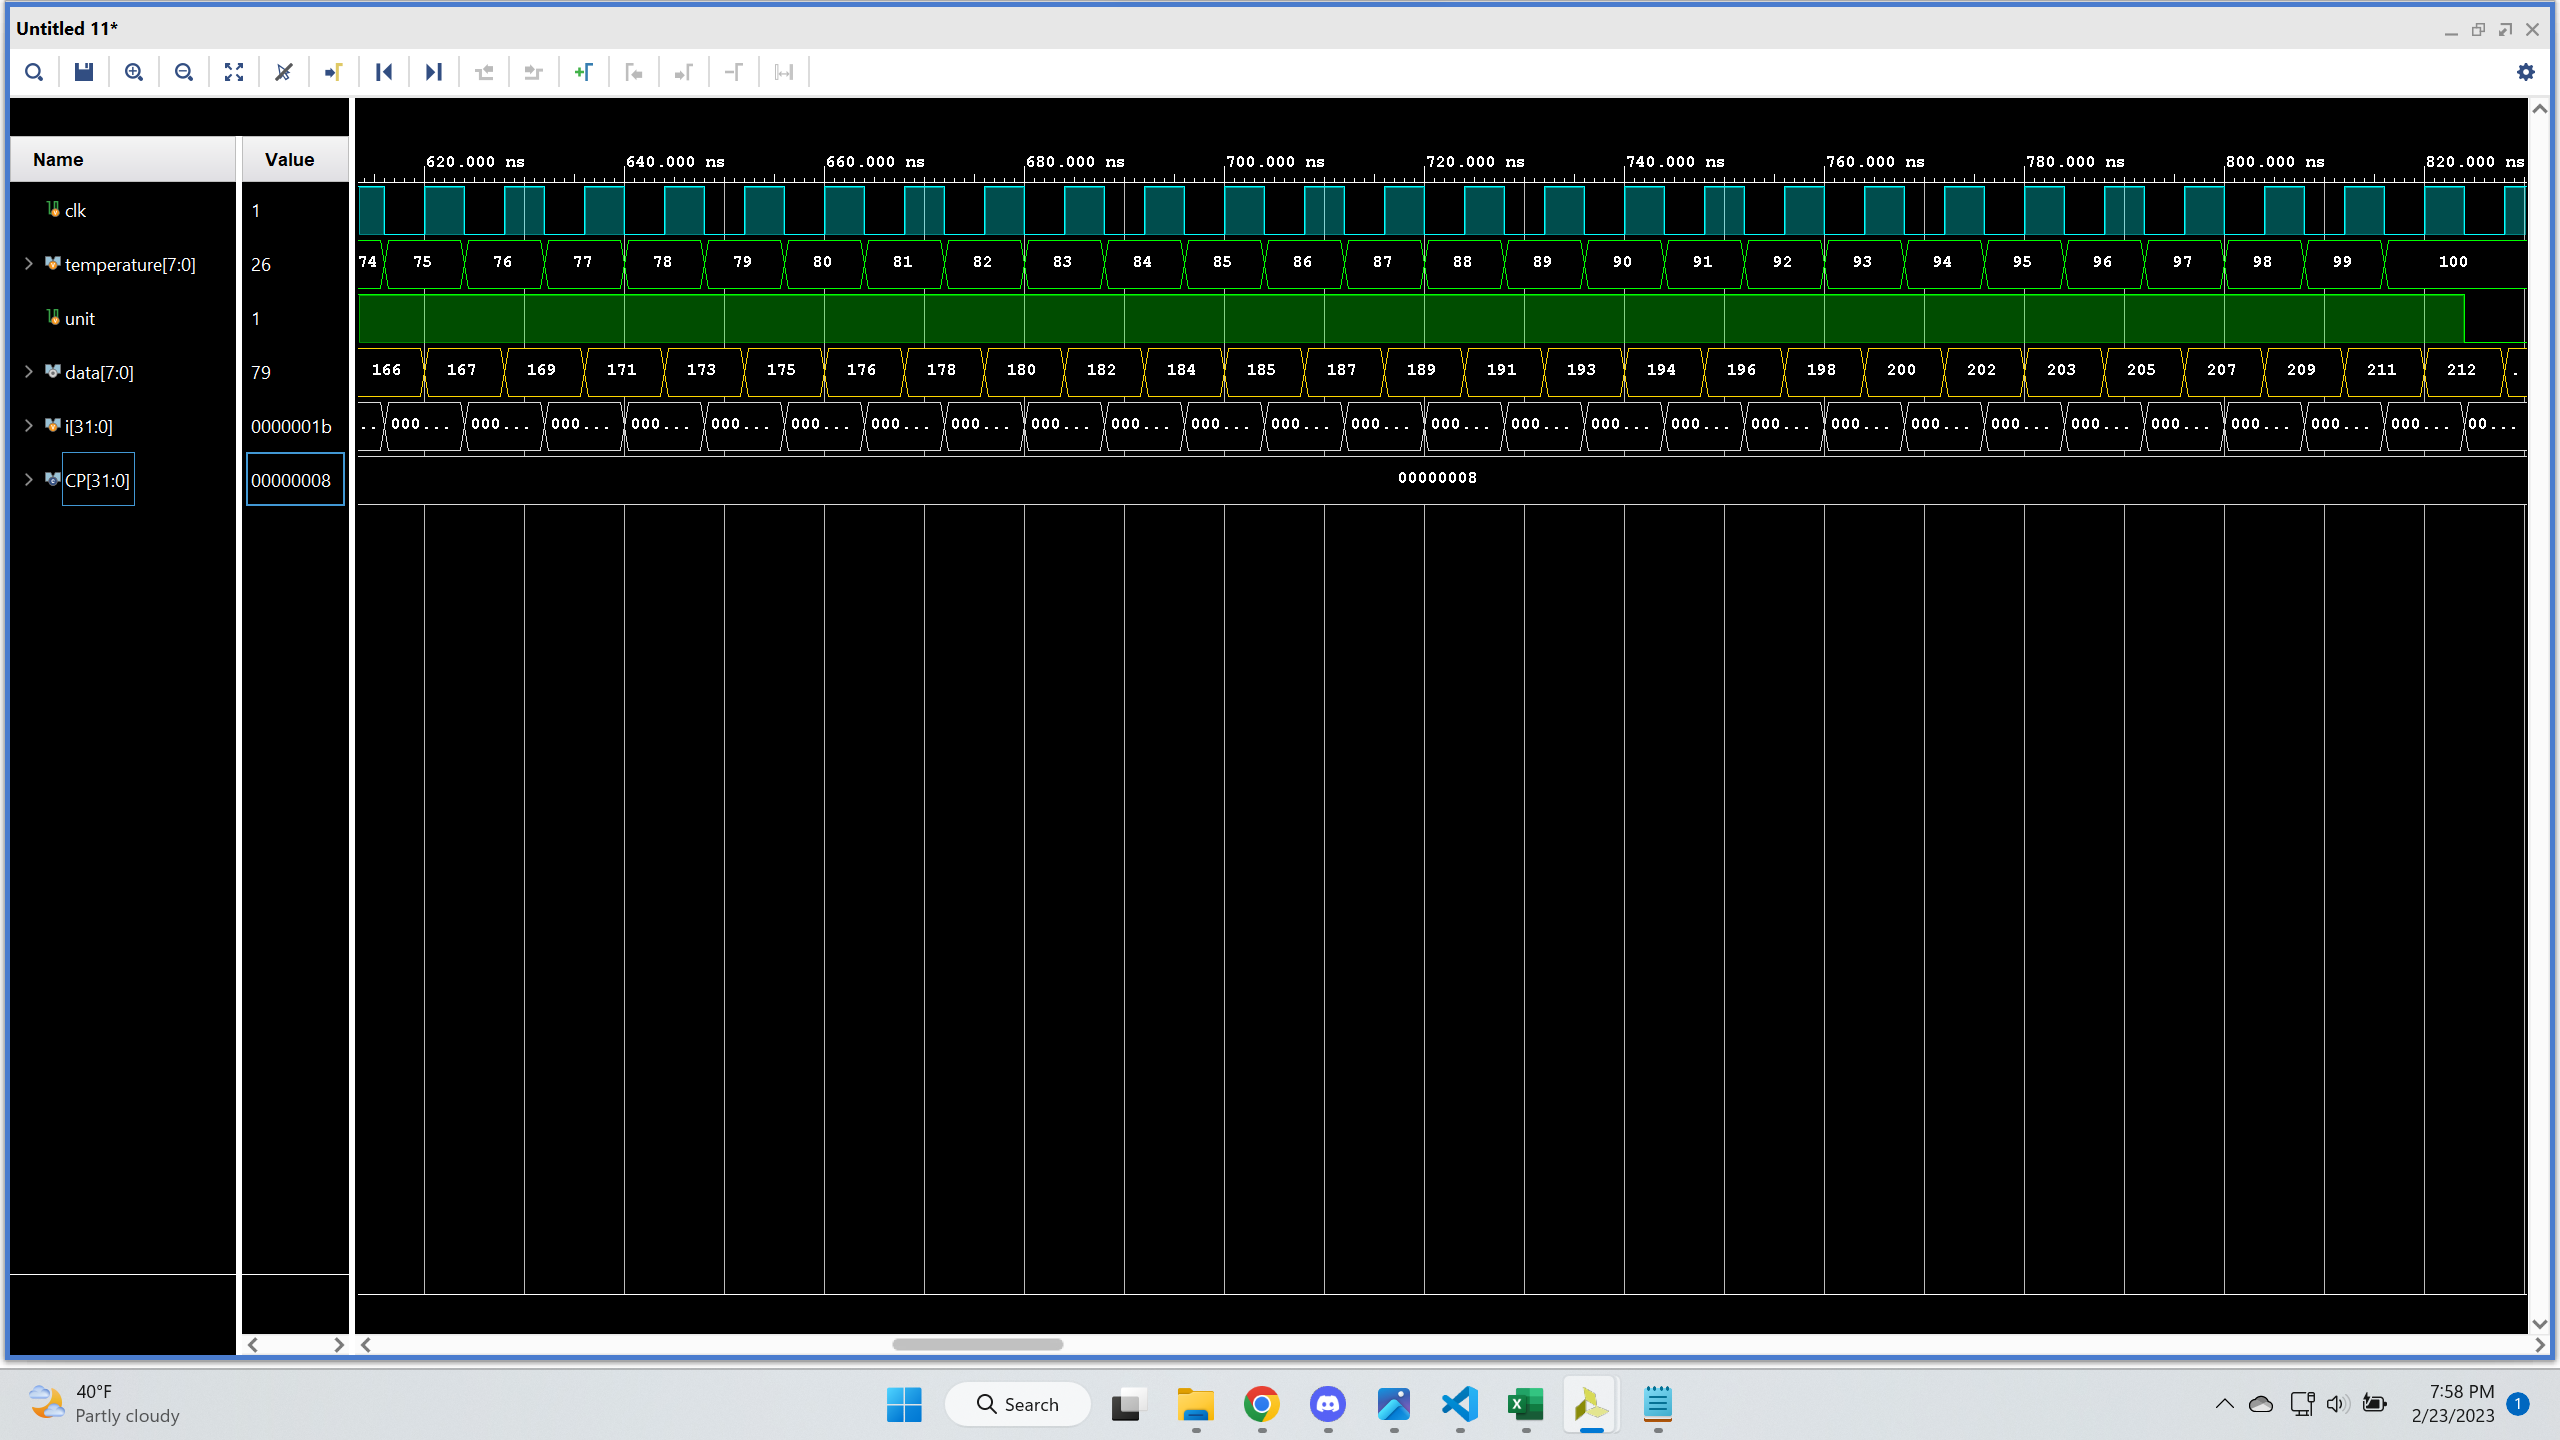 Untitled 11*
Name Value
620.000 ns 640.000 ns 660.000 ns 680.000 ns 700.000 ns 720.000 ns 740.000 ns 760.000 ns 780.000 ns 800.000 ns 820.000 ns
clk 1
temperature[7:0] 26 74 75 76 77 78 79 80 81 82 83 84 85 86 87 88 89 90 91 92 93 94 95 96 97 98 99 100
unit 1
data[7:0] 79 166 167 169 171 173 175 176 178 180 182 184 185 187 189 191 193 194 196 198 200 202 203 205 207 209 211 212 .
i[31:0] 0000001b .. 000... 000... 000... 000... 000... 000... 000... 000... 000... 000... 000... 000... 000... 000... 000... 000... 000... 000... 000... 000... 000... 000... 000... 000... 000... 000... 00...
CP[31:0] 00000008 00000008
40°F
Partly cloudy
Search
7:58 PM
2/23/2023
1